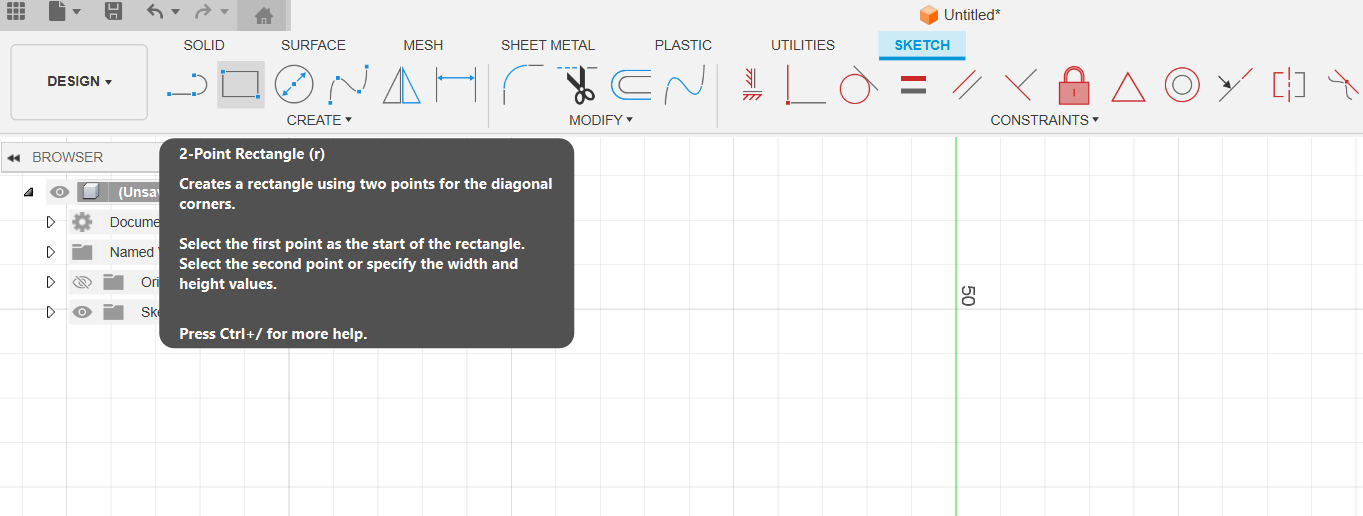 Untitled*
SOLID SURFACE MESH SHEET METAL PLASTIC UTILITIES SKETCH
DESIGN
CREATE MODIFY CONSTRAINTS
BROWSER
2-Point Rectangle (r)
Creates a rectangle using two points for the diagonal
corners.
Select the first point as the start of the rectangle.
Select the second point or specify the width and
height values.
Press Ctrl+/ for more help.
(Unsav
Docume
Named
Ori
Ske
50